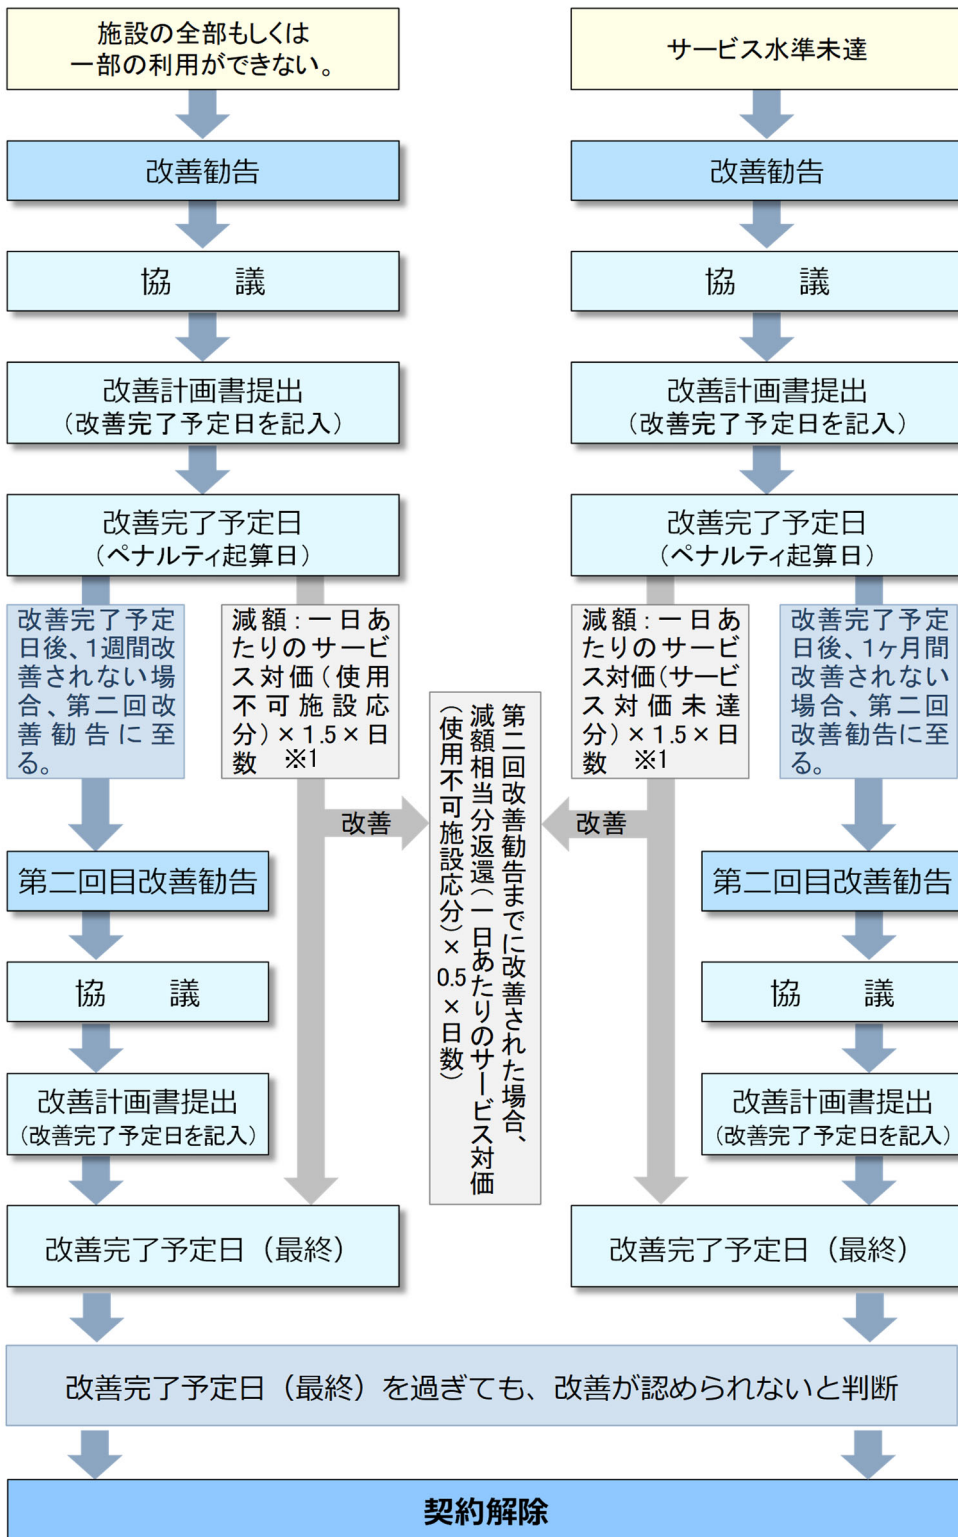 施設の全部もしくは
一部の利用ができない。
改善勧告
協　　議
改善計画書提出
（改善完了予定日を記入）
改善完了予定日
（ペナルティ起算日）
改善完了予定
日後、1週間改
善されない場
合、第二回改
善勧告に至
る。
減額：一日あ
たりのサービ
ス対価（使用
不可施設応
分）×1.5×日
数　※1
改善
第二回目改善勧告
協　　議
改善計画書提出
（改善完了予定日を記入）
改善完了予定日（最終）
第二回改善勧告までに改善された場合、
減額相当分返還（一日あたりのサービス対価
（使用不可施設応分）×0.5×日数）
サービス水準未達
改善勧告
協　　議
改善計画書提出
（改善完了予定日を記入）
改善完了予定日
（ペナルティ起算日）
減額：一日あ
たりのサービ
ス対価（サービ
ス対価未達
分）×1.5×日
数　※1
改善完了予定
日後、1ヶ月間
改善されない
場合、第二回
改善勧告に至
る。
改善
第二回目改善勧告
協　　議
改善計画書提出
（改善完了予定日を記入）
改善完了予定日（最終）
改善完了予定日（最終）を過ぎても、改善が認められないと判断
契約解除